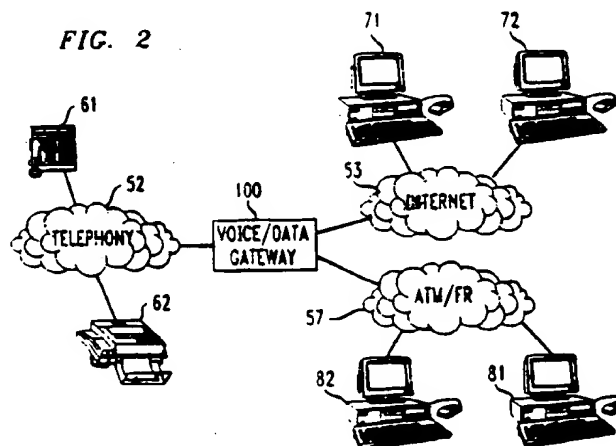 FIG. 2
61
52
TELEPHONY
62
100
VOICE/DATA
GATEWAY
71
72
53
INTERNET
ATM/FR
57
82
81